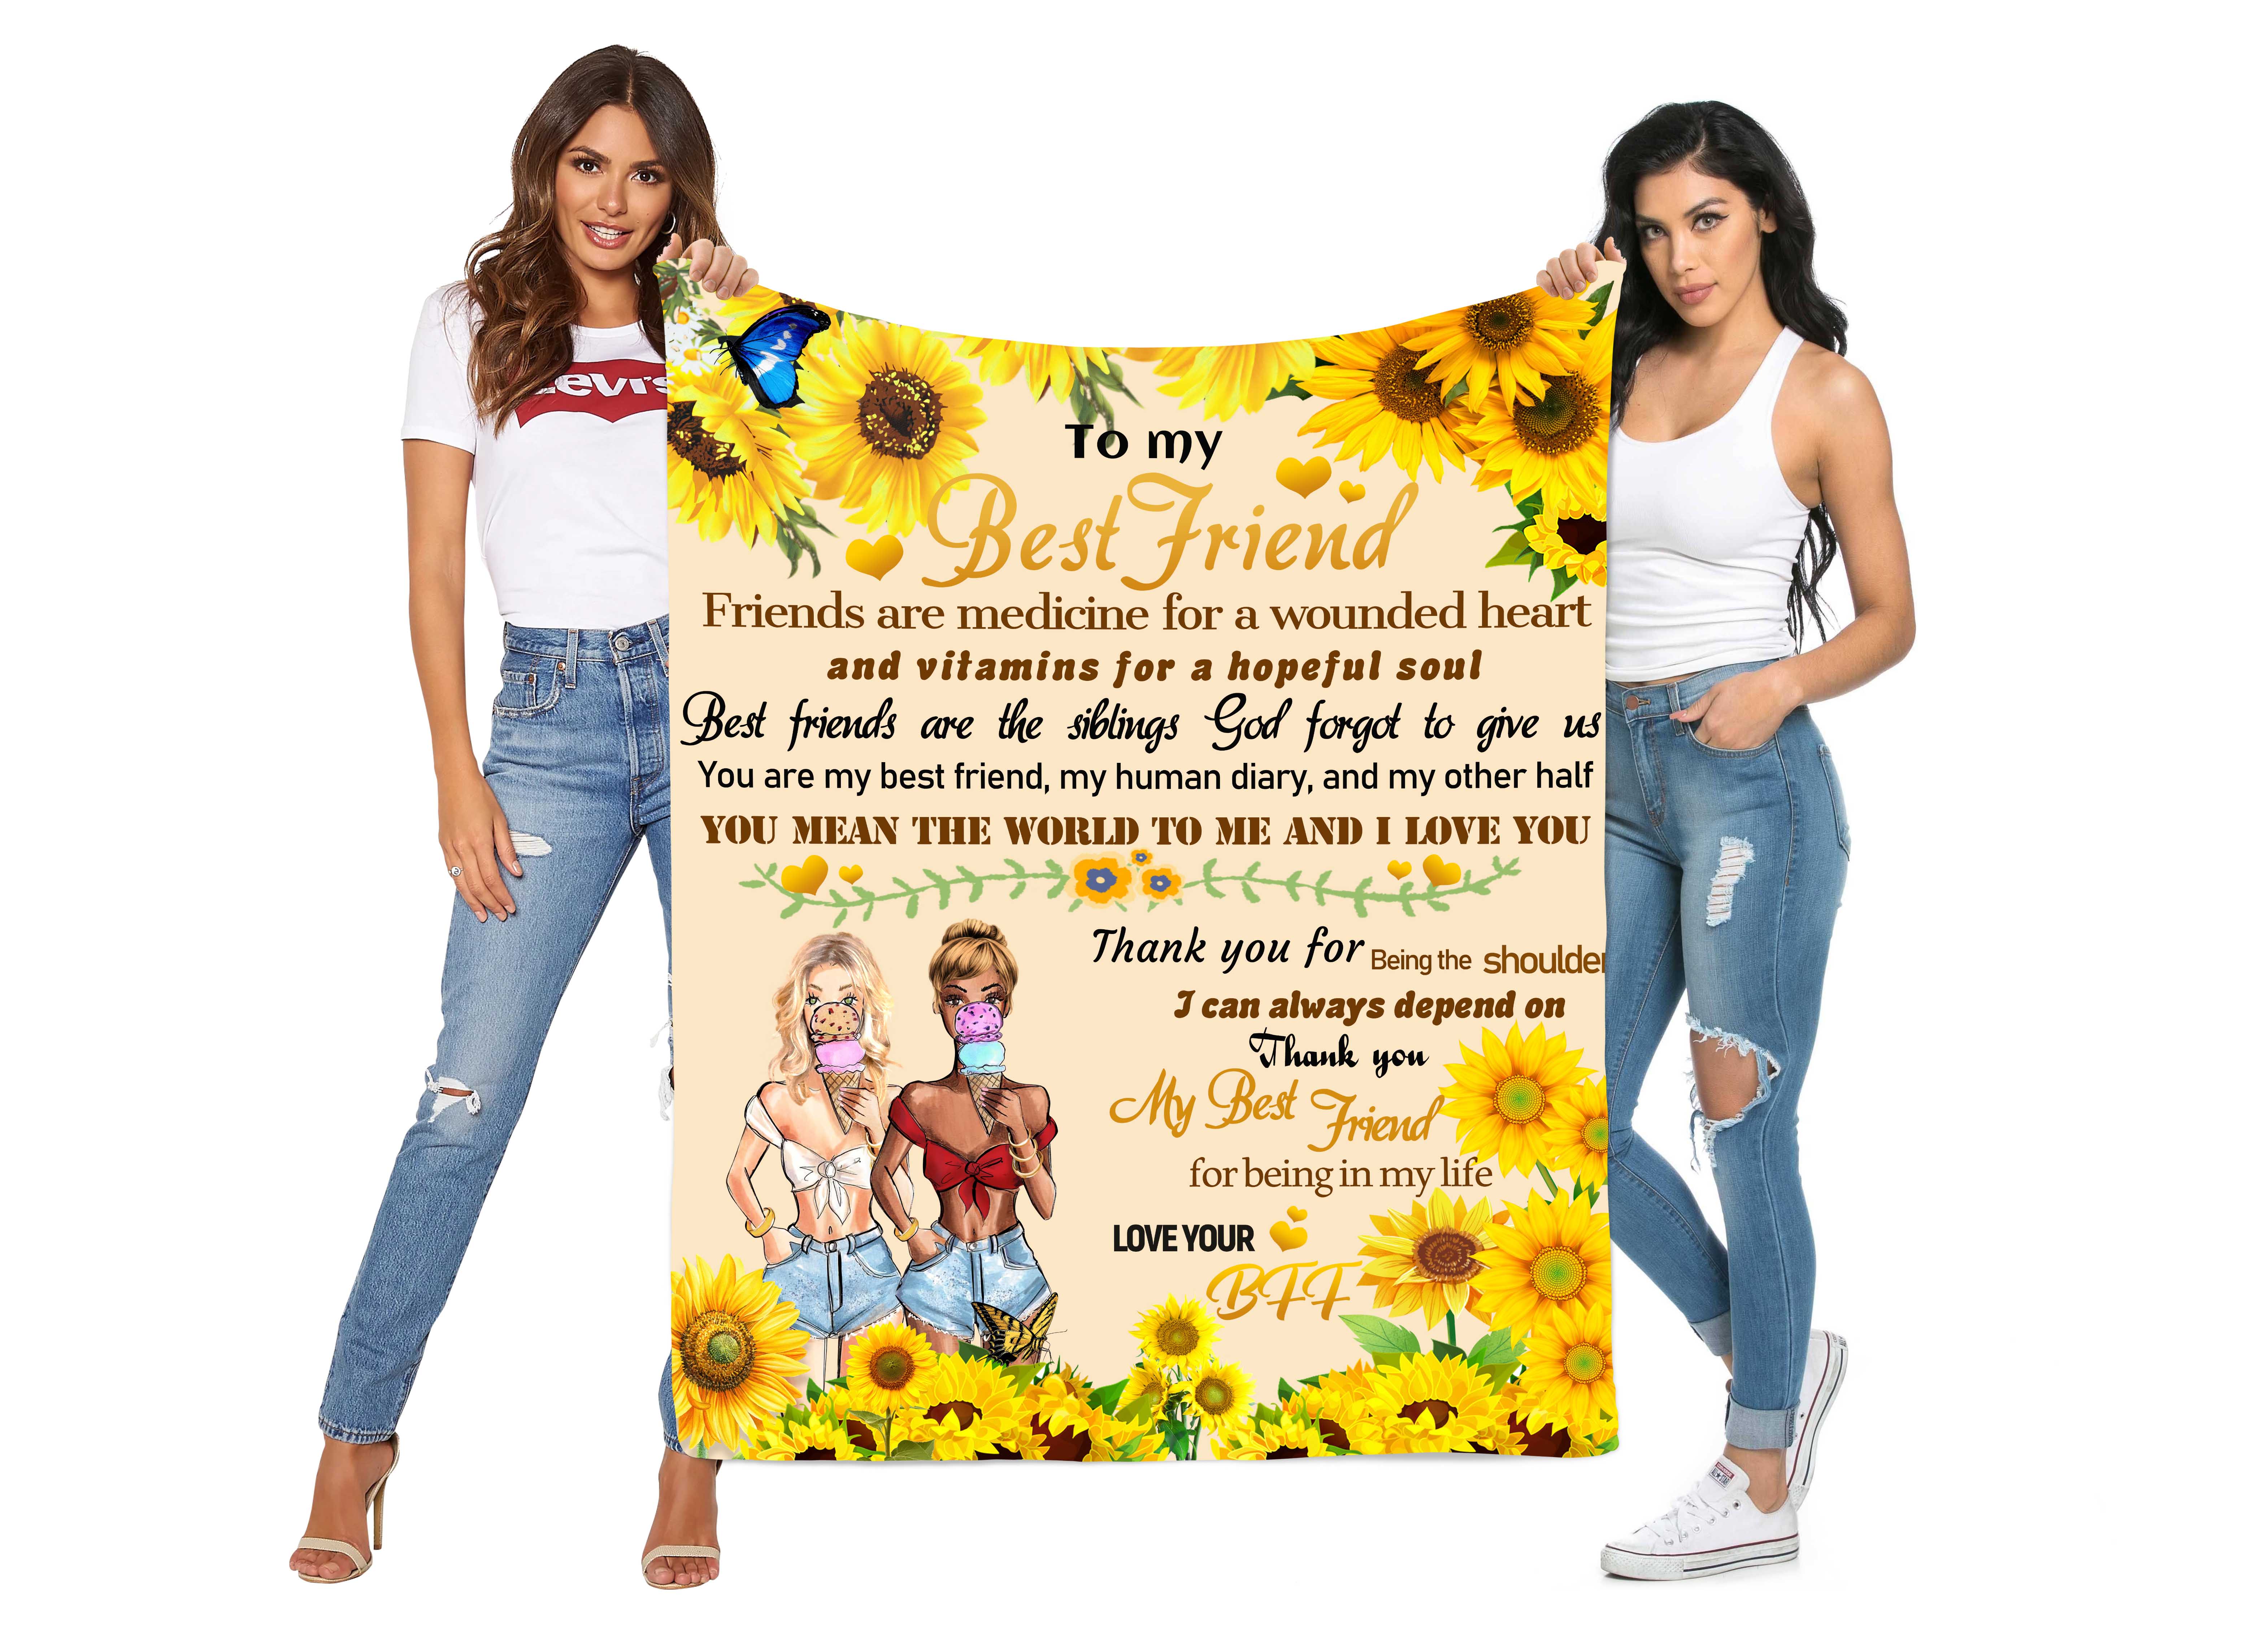 Levi's
To my
Best Friend
Friends are medicine for a wounded heart
and vitamins for a hopeful soul
Best friends are the siblings God forgot to give us
You are my best friend, my human diary, and my other half
YOU MEAN THE WORLD TO ME AND I LOVE YOU
Thank you for Being the shoulder
I can always depend on
Thank you
My Best Friend
for being in my life
LOVE YOUR
BFF